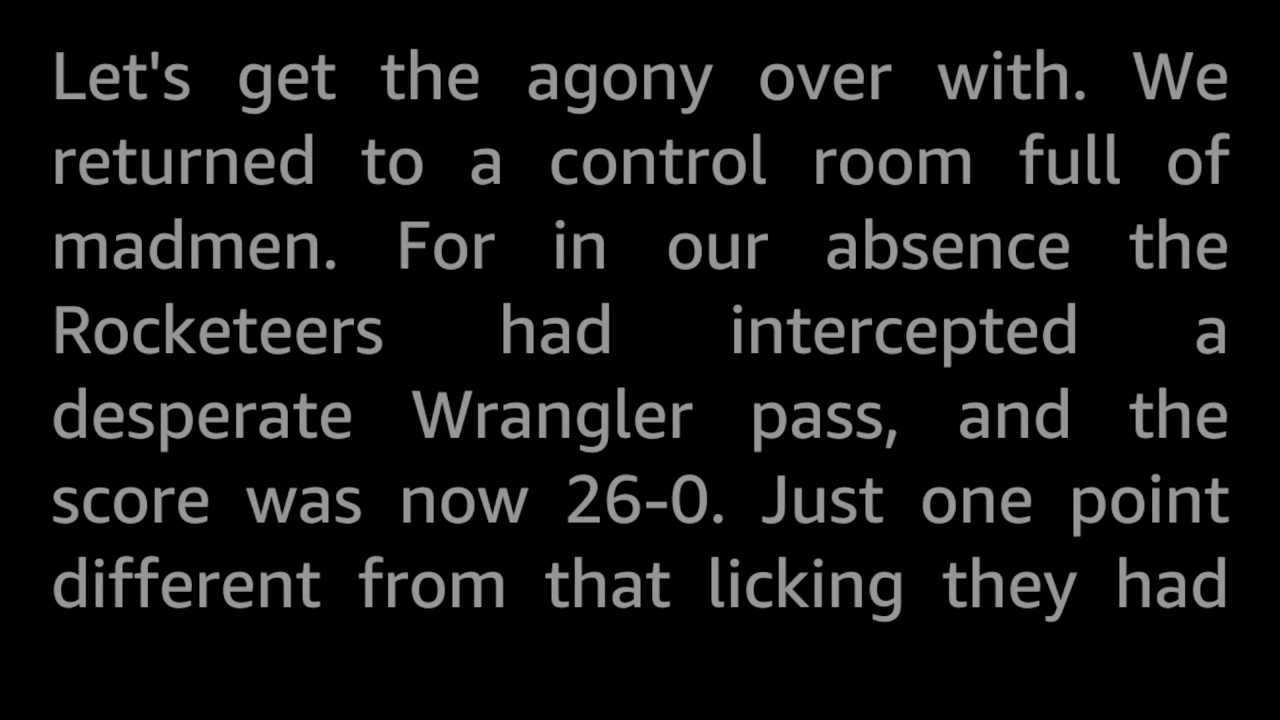 Let's get the agony over with. We
returned to a control room full of
madmen. For in our absence the
Rocketeers had intercepted a
desperate Wrangler pass, and the
score was now 26-0. Just one point
different from that licking they had